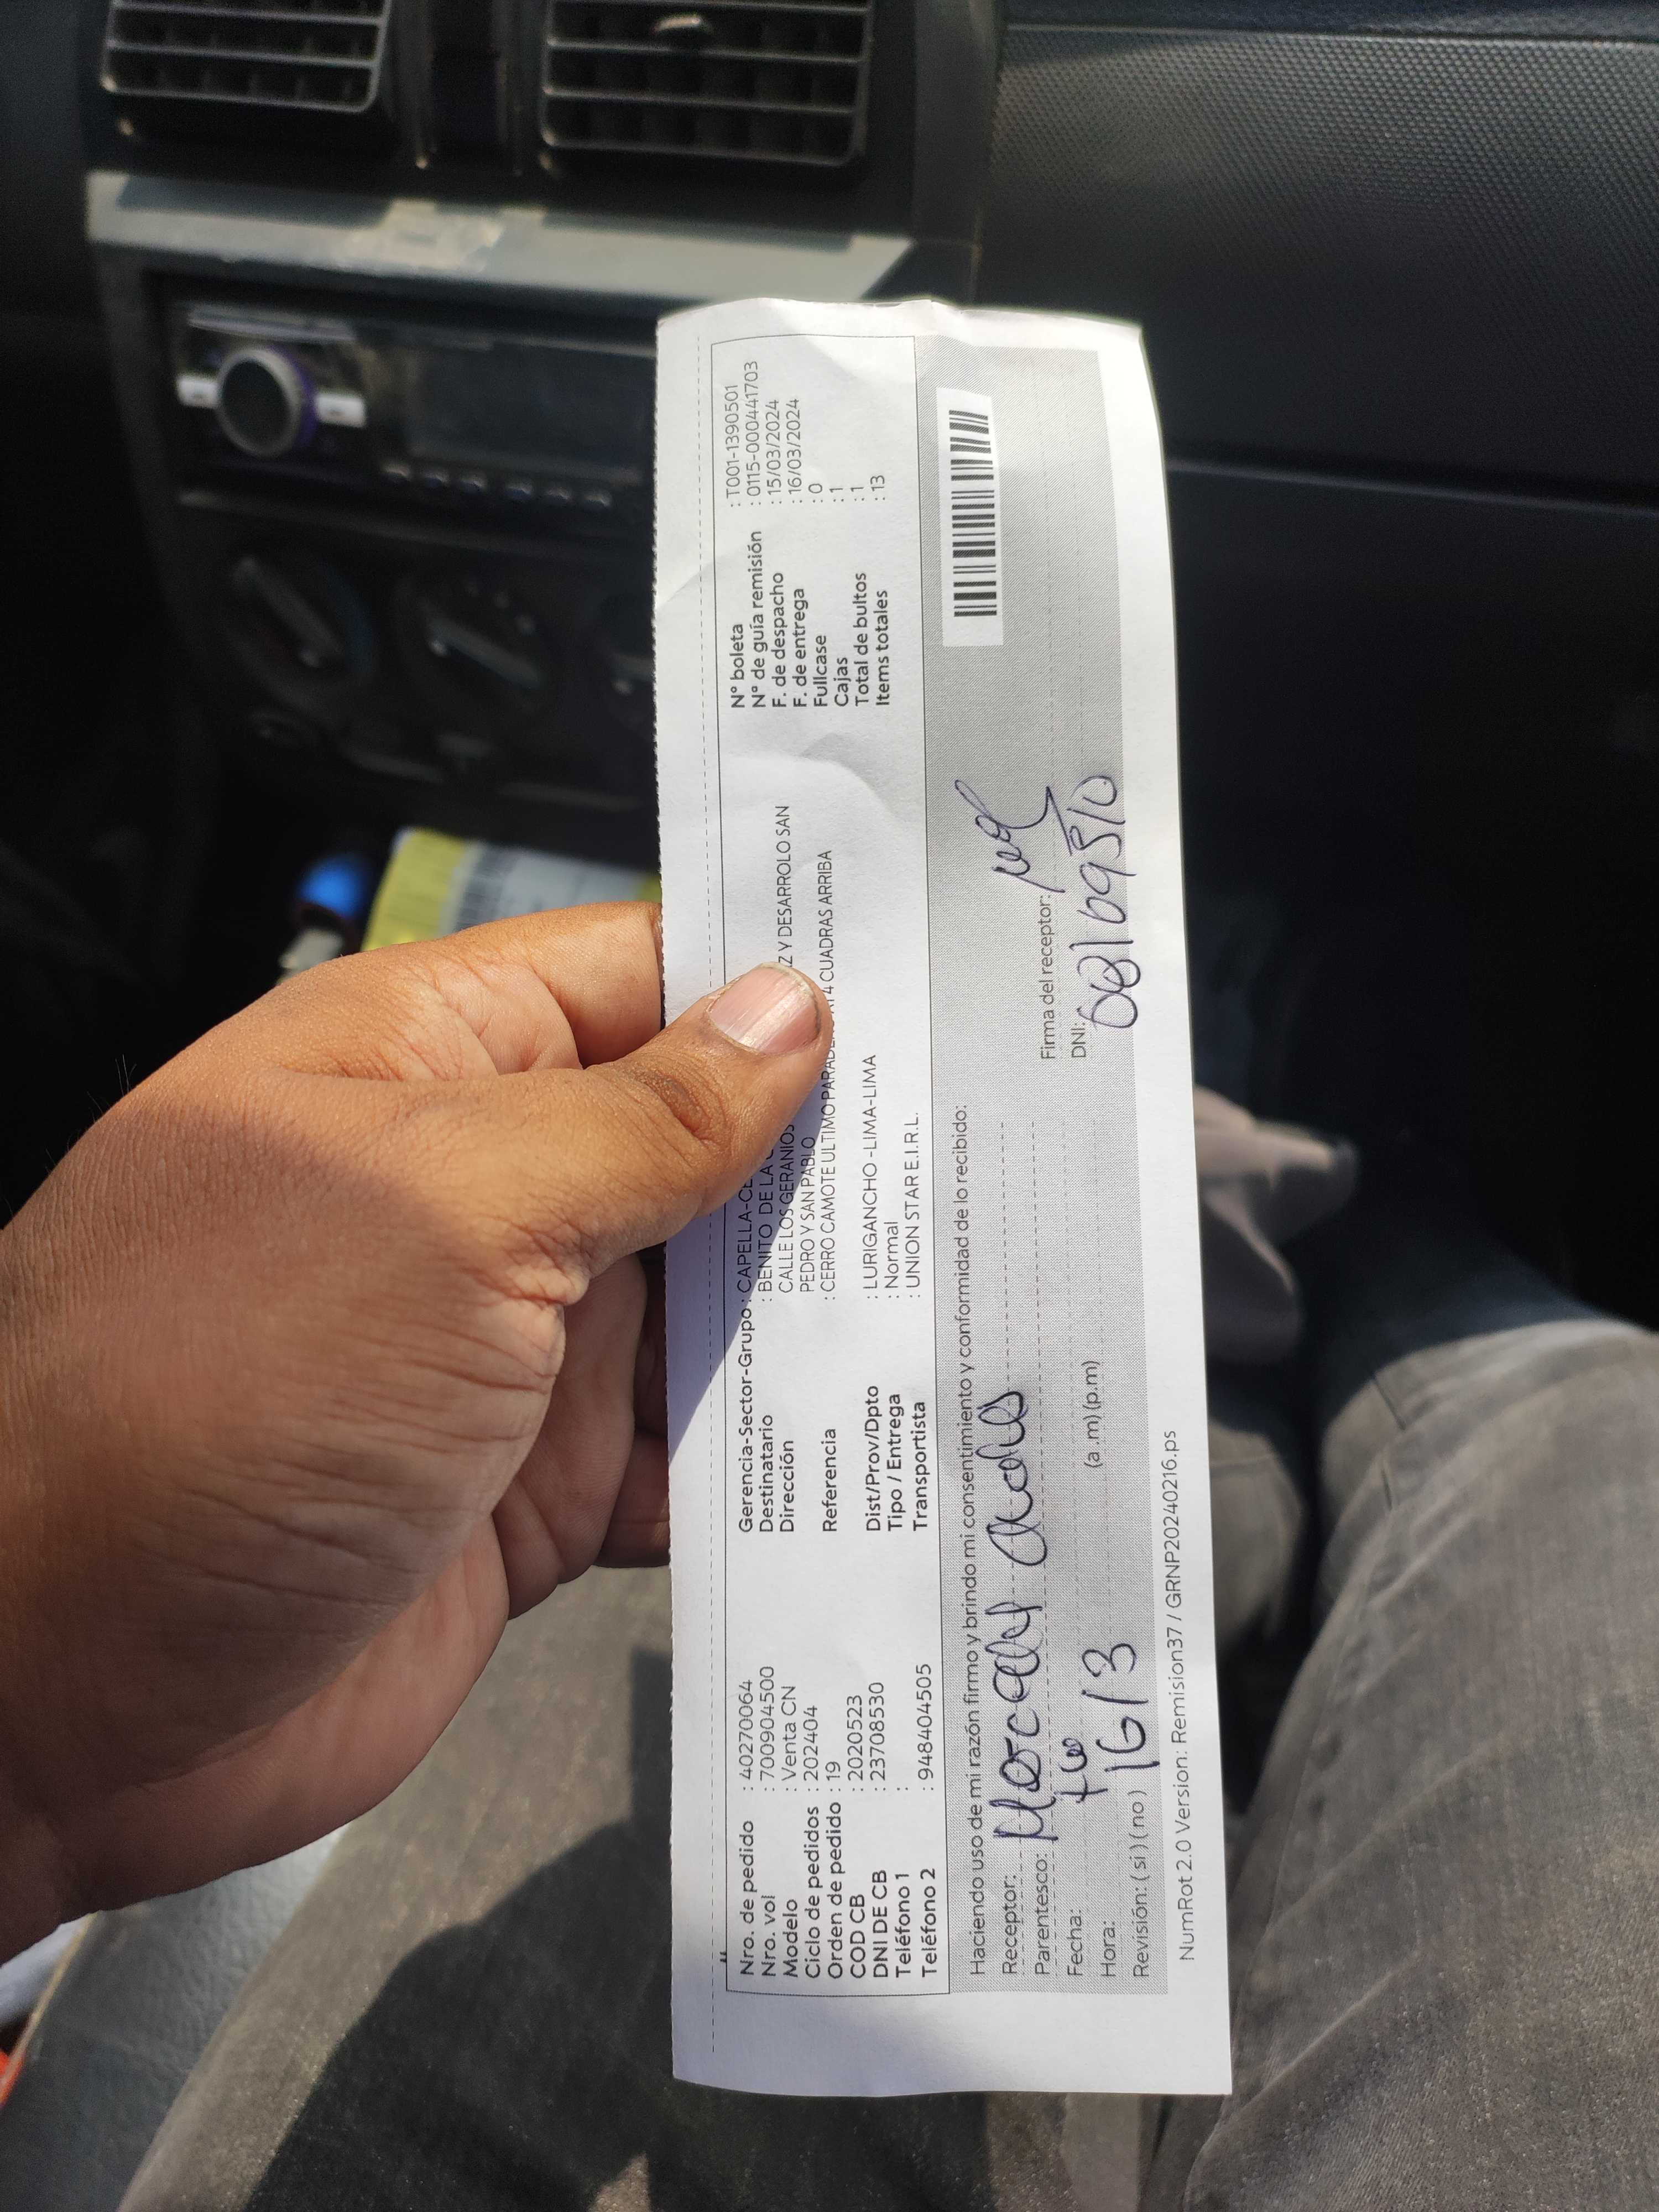 Nro. de pedido : 40270064
Nro. vol : 700904500
Modelo : Venta CN
Ciclo de pedidos : 202404
Orden de pedido : 19
COD CB : 2020523
DNI DE CB : 23708530
Teléfono 1 :
Teléfono 2 : 948404505
Gerencia-Sector-Grupo : CAPELLA-CE
Destinatario : BENITO DE LA
Dirección CALLE LOS GERANIOS Z Y DESARROLO SAN
PEDRO Y SAN PABLO
Referencia : CERRO CAMOTE ULTIMO 4 CUADRAS ARRIBA
Dist/Prov/Dpto : LURIGANCHO -LIMA-LIMA
Tipo / Entrega : Normal
Transportista : UNION STAR E.I.R.L.
N° boleta : T001-1390501
N° de guía remisión : 0115-000441703
F. de despacho : 15/03/2024
F. de entrega : 16/03/2024
Fullcase : 0
Cajas : 1
Total de bultos : 1
Items totales : 13
Haciendo uso de mi razón firmo y brindo mi consentimiento y conformidad de lo recibido:
Receptor:
Parentesco:
Fecha: 16/3
Hora: (a .m) (p.m)
Revisión: ( si ) ( no )
Firma del receptor:
DNI:
NumRot 2.0 Version: Remision37 / GRNP20240216.ps